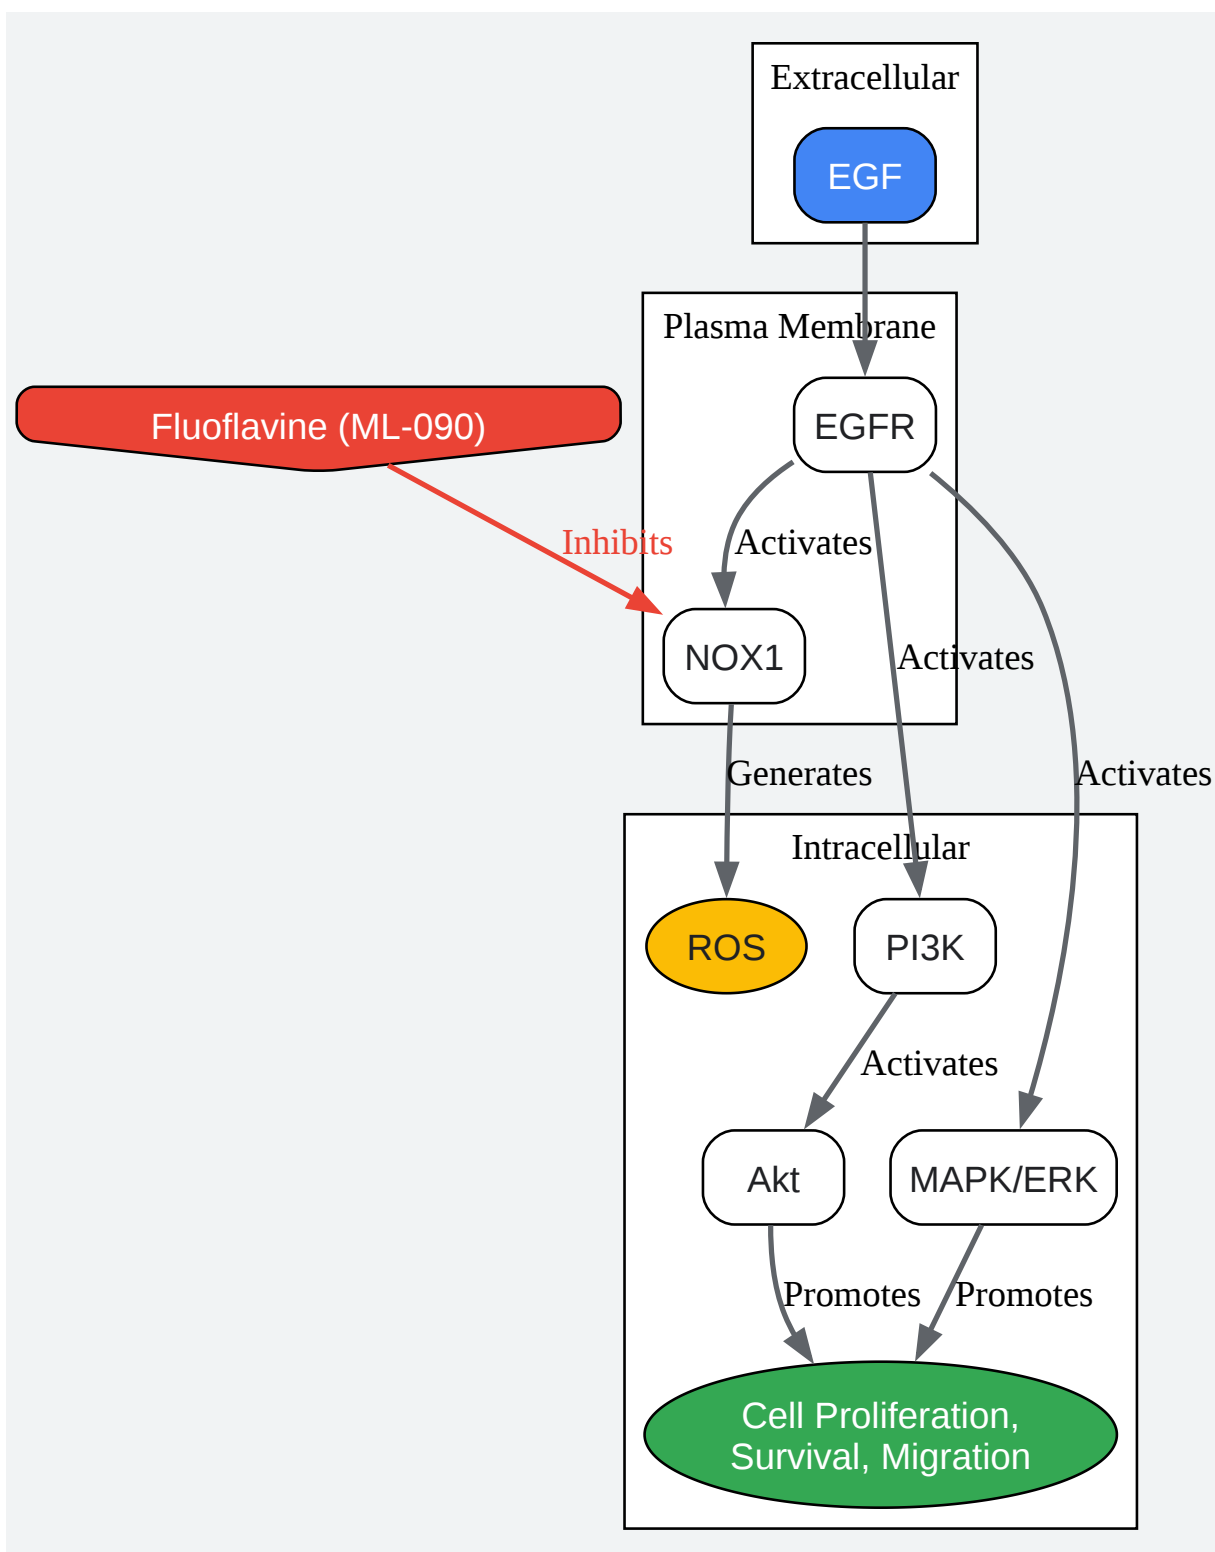 Extracellular
EGF
Plasma Membrane
Fluoflavine (ML-090)
EGFR
Inhibits
Activates
NOX1
Activates
Generates
Activates
Intracellular
ROS
PI3K
Activates
Akt
MAPK/ERK
Promotes
Promotes
Cell Proliferation,
Survival, Migration